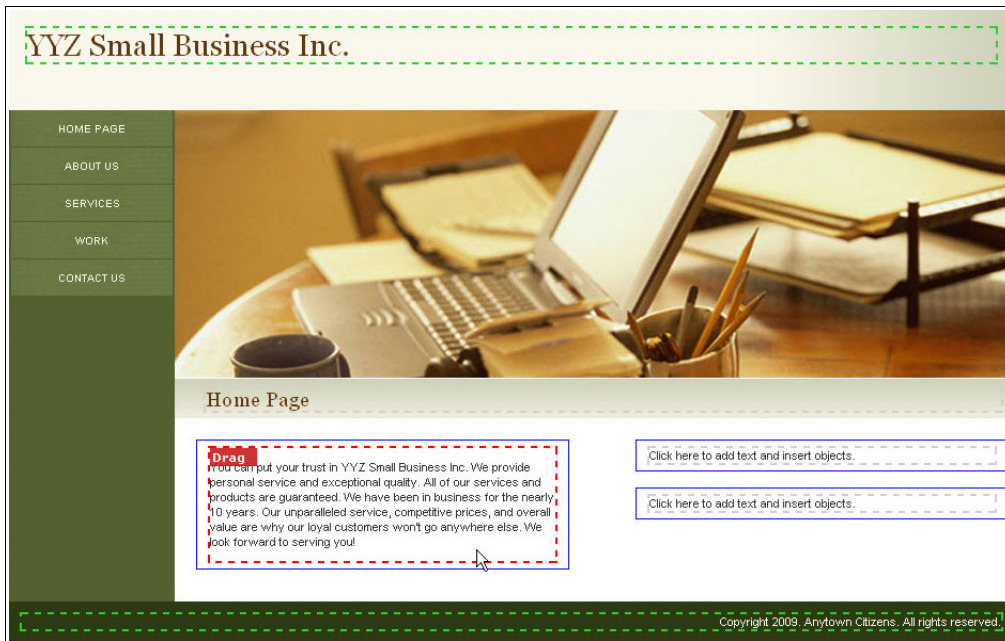 YYZ Small Business Inc.
HOME PAGE
ABOUT US
SERVICES
WORK
CONTACT US
Home Page
Drag
You can put your trust in YYZ Small Business Inc. We provide
personal service and exceptional quality. All of our services and
products are guaranteed. We have been in business for the nearly
10 years. Our unparalleled service, competitive prices, and overall
value are why our loyal customers won't go anywhere else. We
look forward to serving you!
Click here to add text and insert objects.
Click here to add text and insert objects.
Copyright 2009. Anytown Citizens. All rights reserved.